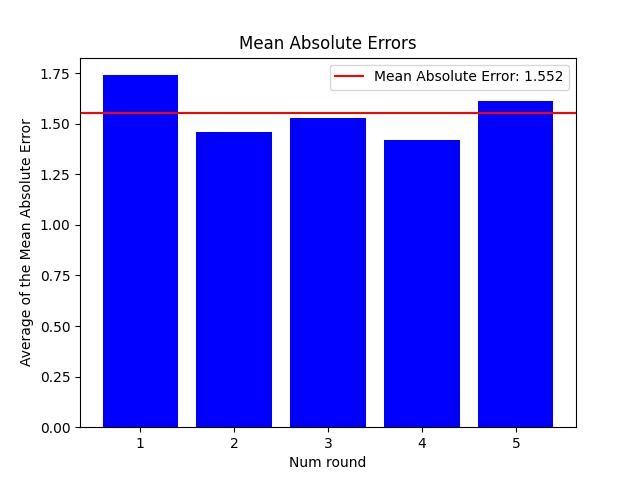 Mean Absolute Errors
Mean Absolute Error: 1.552
Average of the Mean Absolute Error
1.75
1.50
1.25
1.00
0.75
0.50
0.25
0.00
1 2 3 4 5
Num round